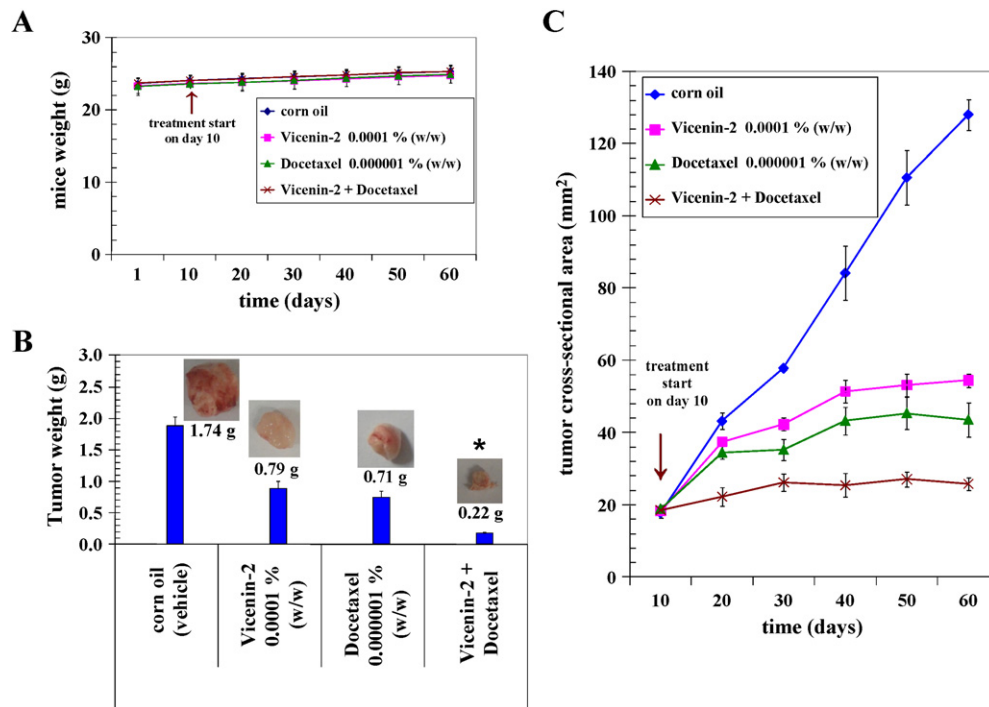 A
mice weight (g)
30
20
10
0
treatment start
on day 10
corn oil
Vicenin-2 0.0001 % (w/w)
Docetaxel 0.000001 % (w/w)
Vicenin-2 + Docetaxel
1 10 20 30 40 50 60
time (days)
B
Tumor weight (g)
3.0
2.5
2.0
1.5
1.0
0.5
0.0
1.74 g
0.79 g
0.71 g
*
0.22 g
corn oil
(vehicle)
Vicenin-2
0.0001 %
(w/w)
Docetaxel
0.000001 %
(w/w)
Vicenin-2 +
Docetaxel
C
tumor cross-sectional area (mm²)
140
120
100
80
60
40
20
0
corn oil
Vicenin-2 0.0001 % (w/w)
Docetaxel 0.000001 % (w/w)
Vicenin-2 + Docetaxel
treatment
start
on day 10
10 20 30 40 50 60
time (days)